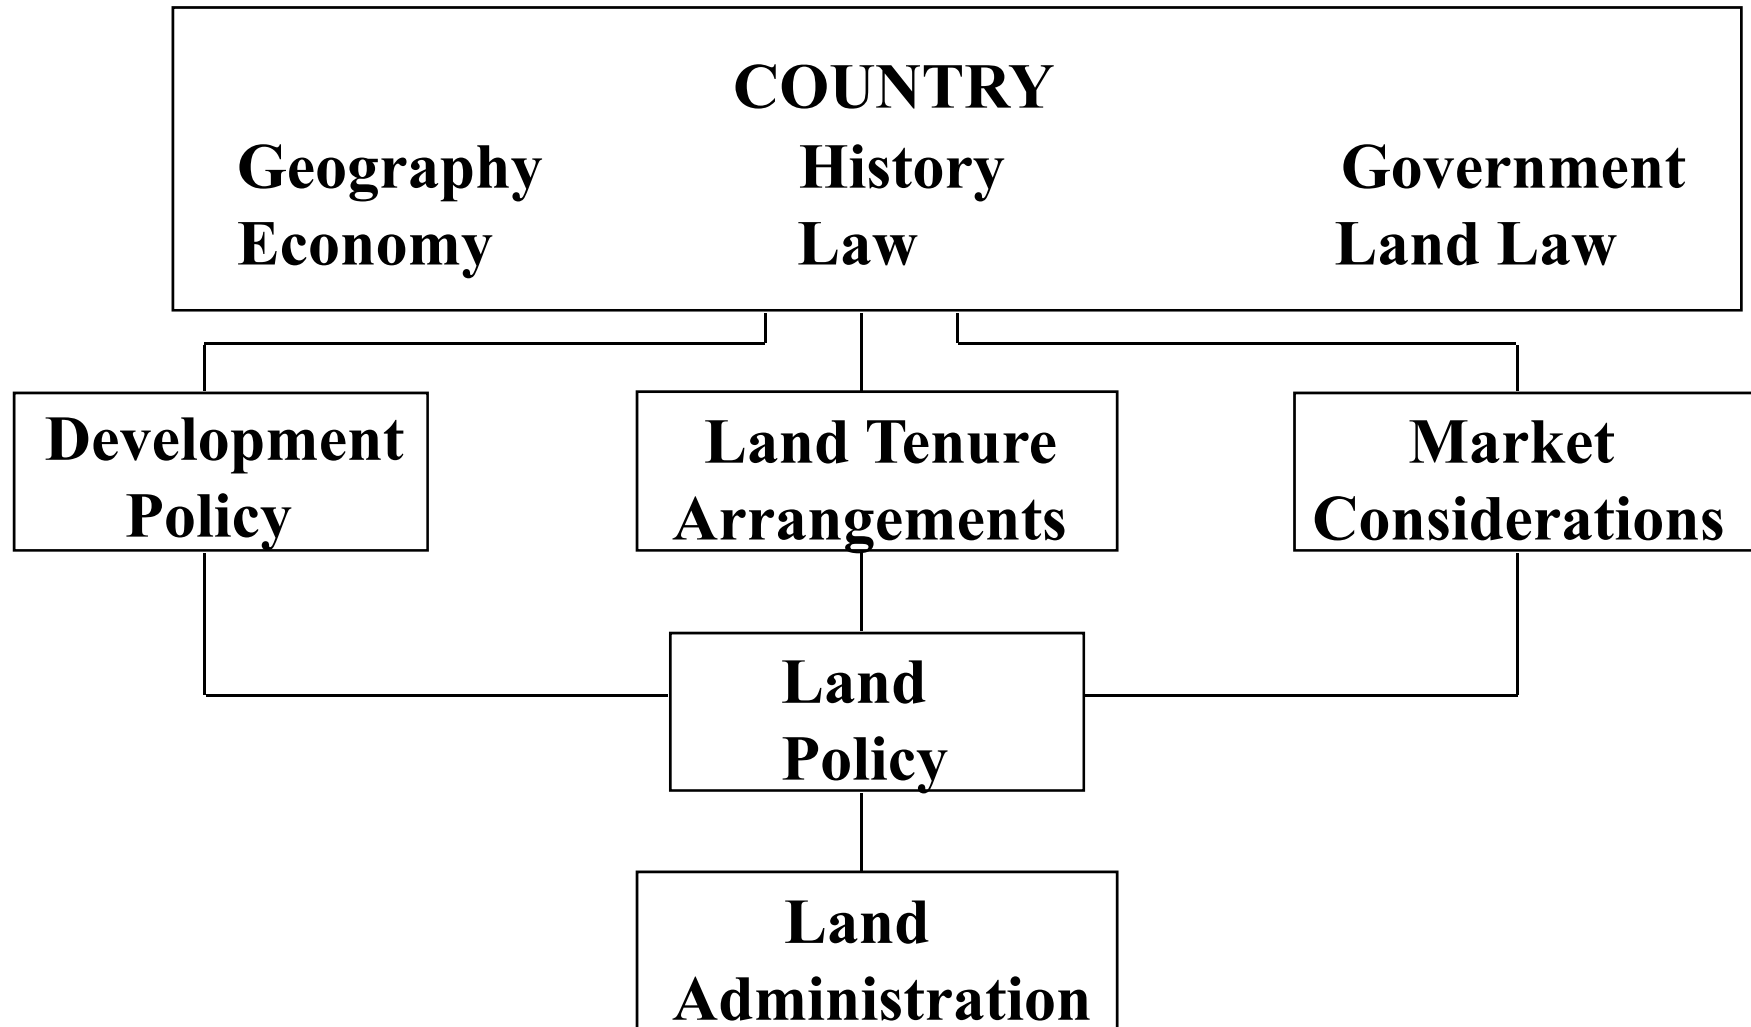 COUNTRY
Geography History Government
Economy Law Land Law
Development
Policy
Land Tenure
Arrangements
Market
Considerations
Land
Policy
Land
Administration